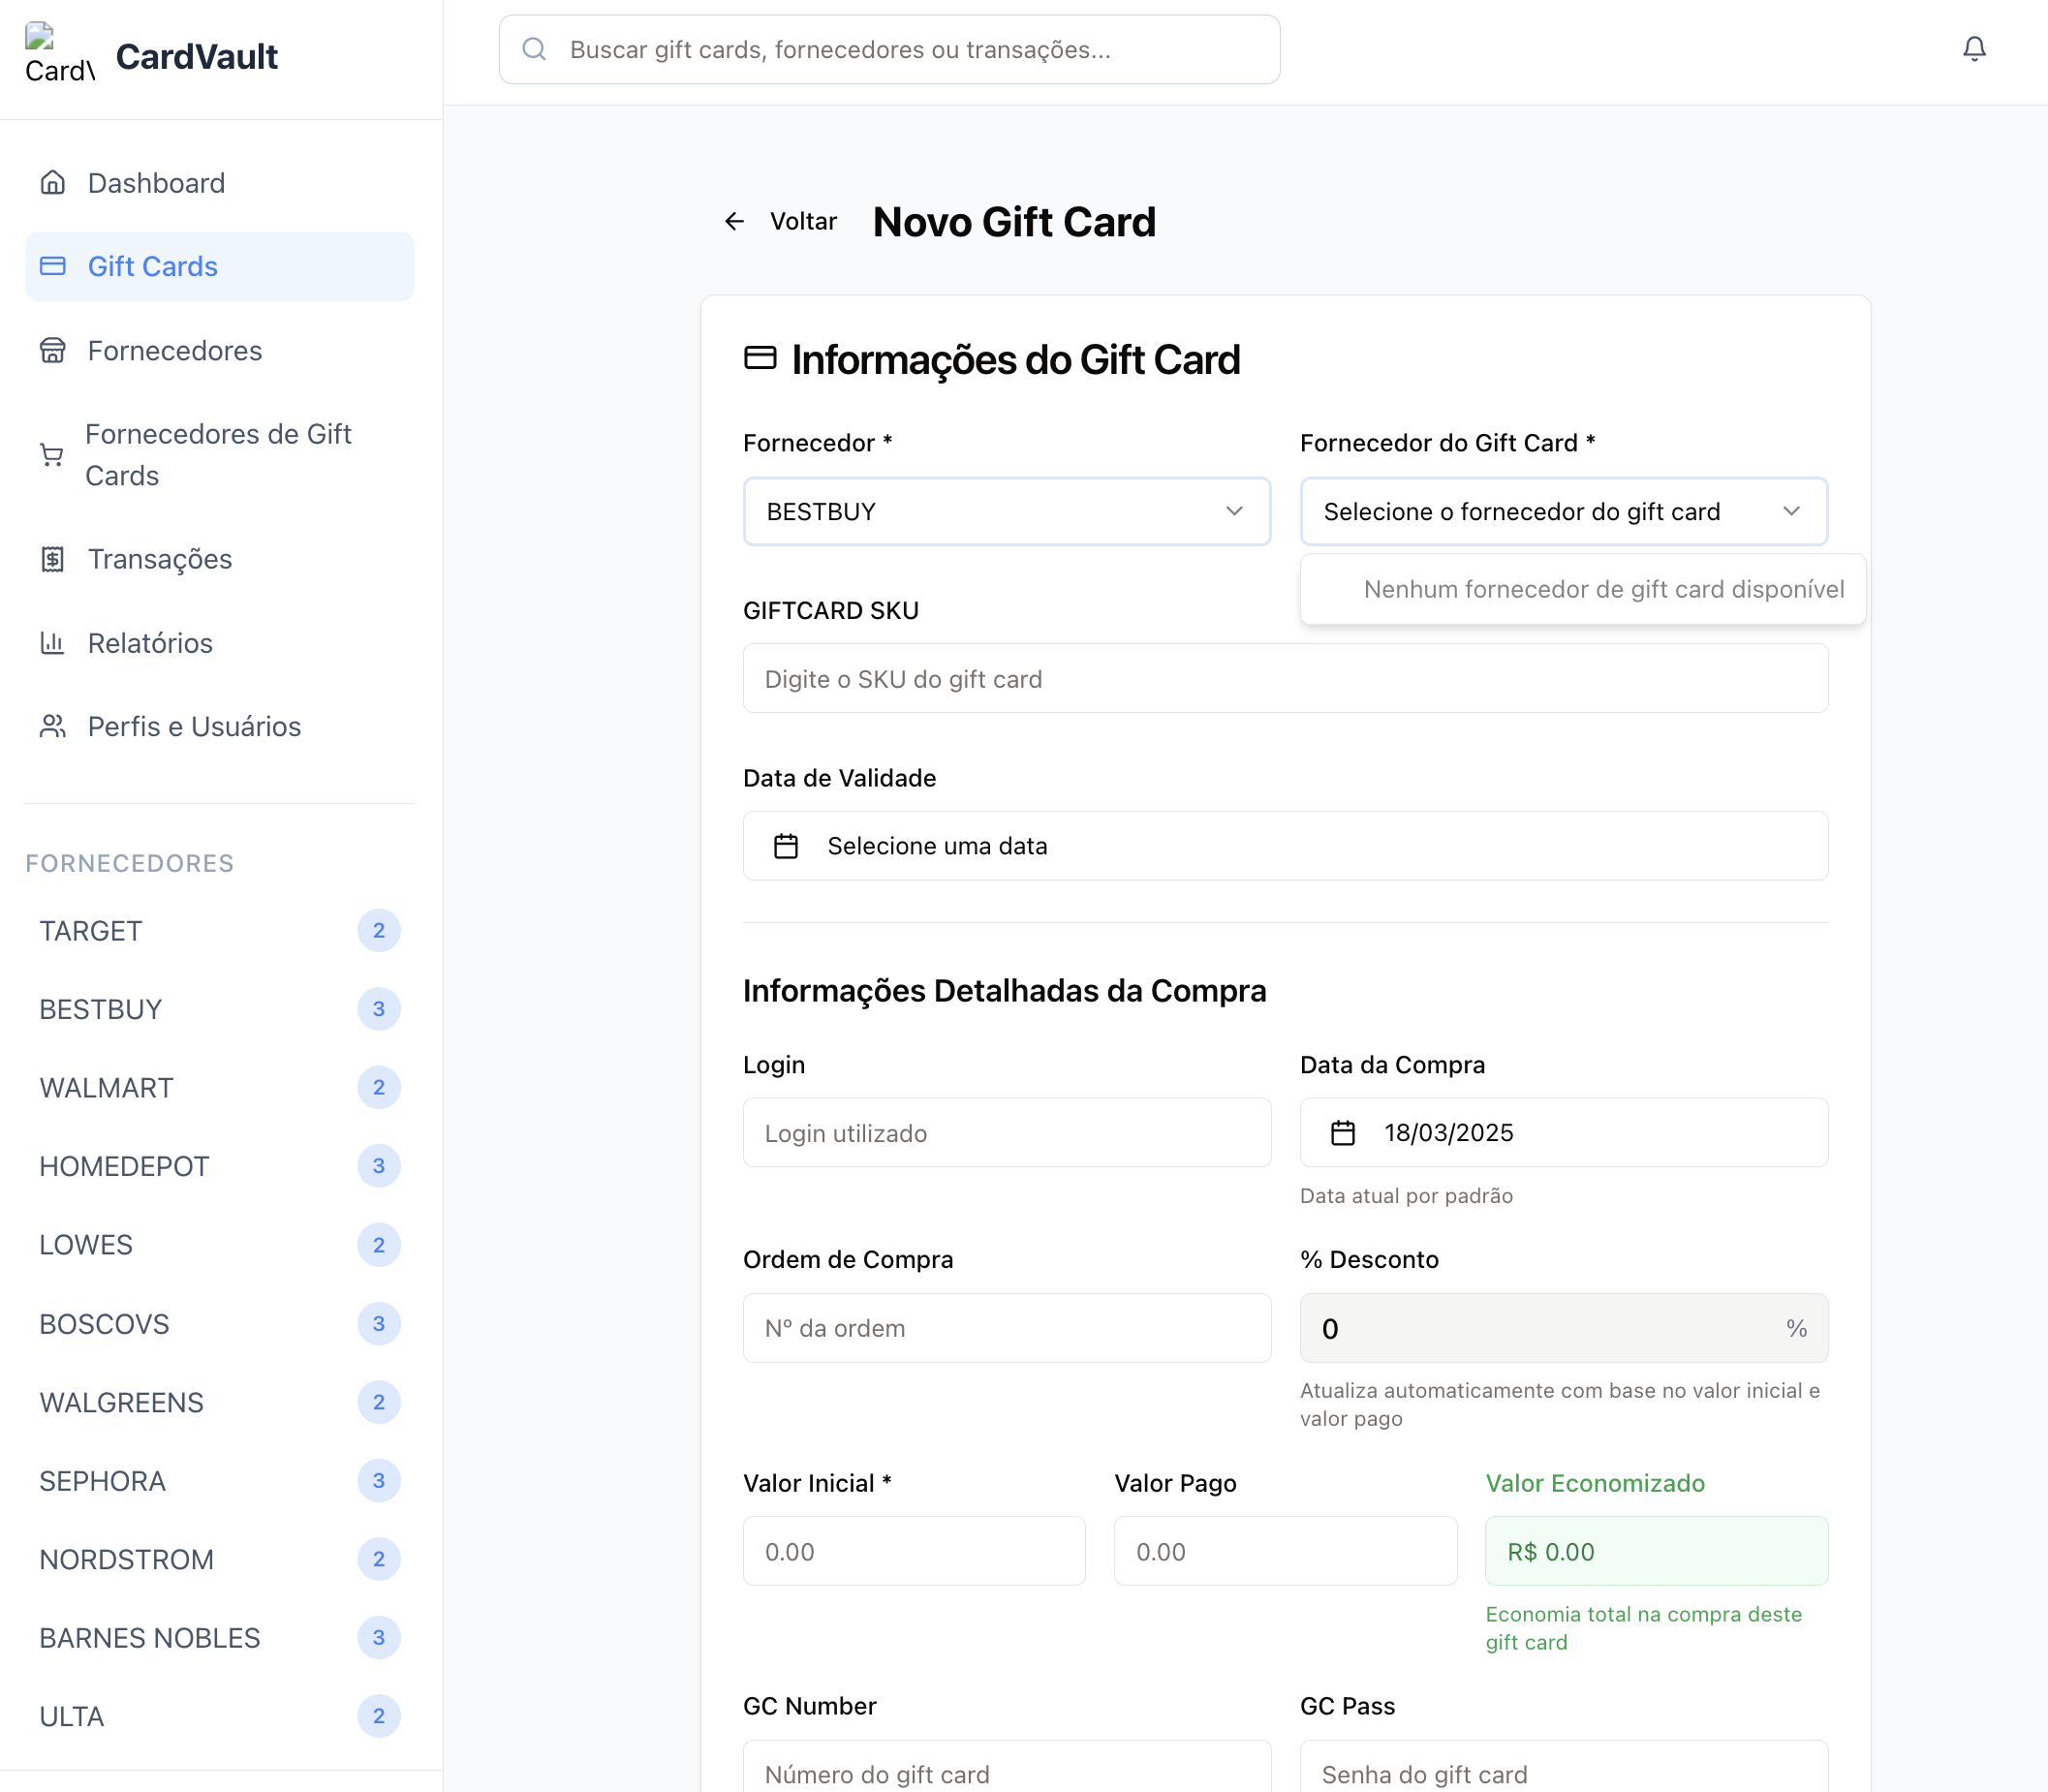 Card\
CardVault
Buscar gift cards, fornecedores ou transações...
Dashboard
Gift Cards
Fornecedores
Fornecedores de Gift
Cards
Transações
Relatórios
Perfis e Usuários
FORNECEDORES
TARGET 2
BESTBUY 3
WALMART 2
HOMEDEPOT 3
LOWES 2
BOSCOVS 3
WALGREENS 2
SEPHORA 3
NORDSTROM 2
BARNES NOBLES 3
ULTA 2
Voltar
Novo Gift Card
Informações do Gift Card
Fornecedor *
BESTBUY
Fornecedor do Gift Card *
Selecione o fornecedor do gift card
Nenhum fornecedor de gift card disponível
GIFTCARD SKU
Digite o SKU do gift card
Data de Validade
Selecione uma data
Informações Detalhadas da Compra
Login
Login utilizado
Data da Compra
18/03/2025
Data atual por padrão
Ordem de Compra
Nº da ordem
% Desconto
0 %
Atualiza automaticamente com base no valor inicial e
valor pago
Valor Inicial *
0.00
Valor Pago
0.00
Valor Economizado
R$ 0.00
Economia total na compra deste
gift card
GC Number
Número do gift card
GC Pass
Senha do gift card